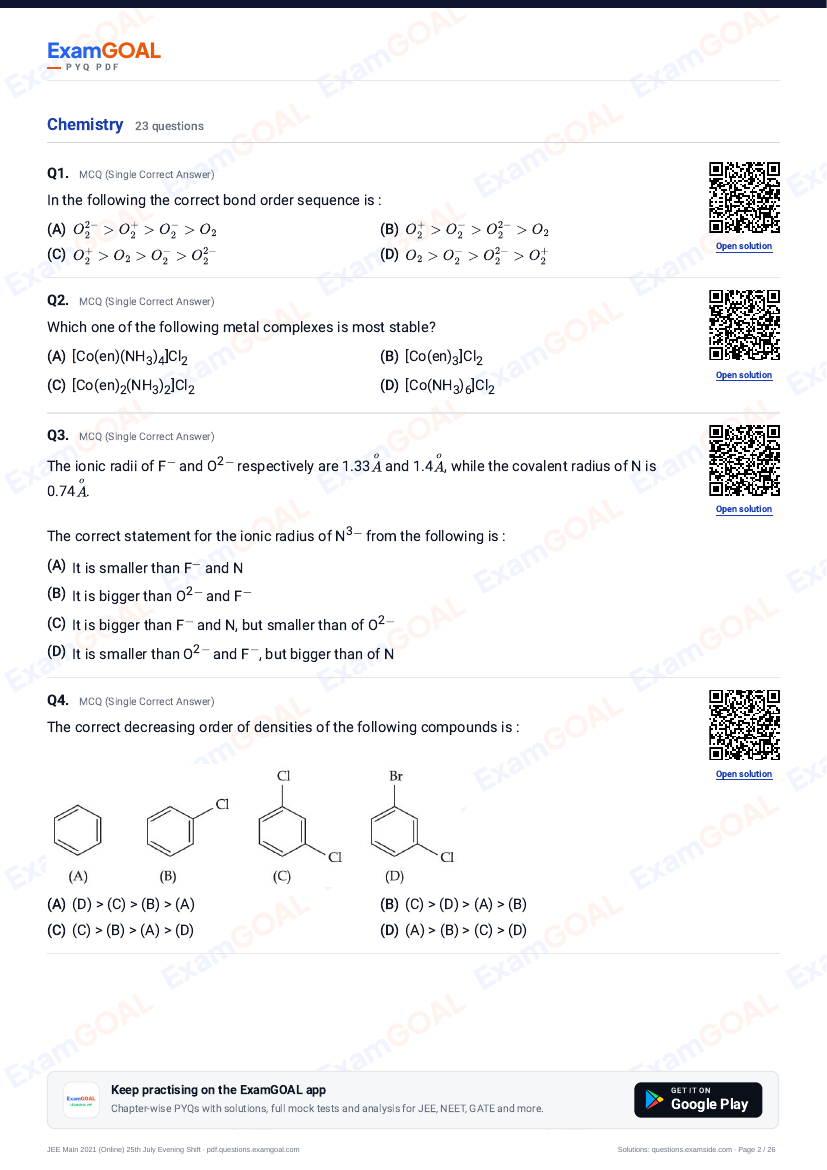 ExamGOAL
PYQ PDF
Chemistry 23 questions
Q1. MCQ (Single Correct Answer)
In the following the correct bond order sequence is :
(A) O₂²⁻ > O₂⁺ > O₂⁻ > O₂
(B) O₂⁺ > O₂⁻ > O₂²⁻ > O₂
(C) O₂⁺ > O₂ > O₂⁻ > O₂²⁻
(D) O₂ > O₂⁻ > O₂²⁻ > O₂⁺
Open solution
Q2. MCQ (Single Correct Answer)
Which one of the following metal complexes is most stable?
(A) [Co(en)(NH₃)₄]Cl₂
(B) [Co(en)₃]Cl₂
(C) [Co(en)₂(NH₃)₂]Cl₂
(D) [Co(NH₃)₆]Cl₂
Open solution
Q3. MCQ (Single Correct Answer)
The ionic radii of F⁻ and O²⁻ respectively are 1.33Å and 1.4Å, while the covalent radius of N is
0.74Å.
The correct statement for the ionic radius of N³⁻ from the following is :
(A) It is smaller than F⁻ and N
(B) It is bigger than O²⁻ and F⁻
(C) It is bigger than F⁻ and N, but smaller than of O²⁻
(D) It is smaller than O²⁻ and F⁻, but bigger than of N
Open solution
Q4. MCQ (Single Correct Answer)
The correct decreasing order of densities of the following compounds is :
Open solution
Cl Br
Cl
Cl Cl
(A) (B) (C) (D)
(A) (D) > (C) > (B) > (A)
(B) (C) > (D) > (A) > (B)
(C) (C) > (B) > (A) > (D)
(D) (A) > (B) > (C) > (D)
Keep practising on the ExamGOAL app
Chapter-wise PYQs with solutions, full mock tests and analysis for JEE, NEET, GATE and more.
GET IT ON
Google Play
JEE Main 2021 (Online) 25th July Evening Shift · pdf.questions.examgoal.com
Solutions: questions.examside.com · Page 2 / 26